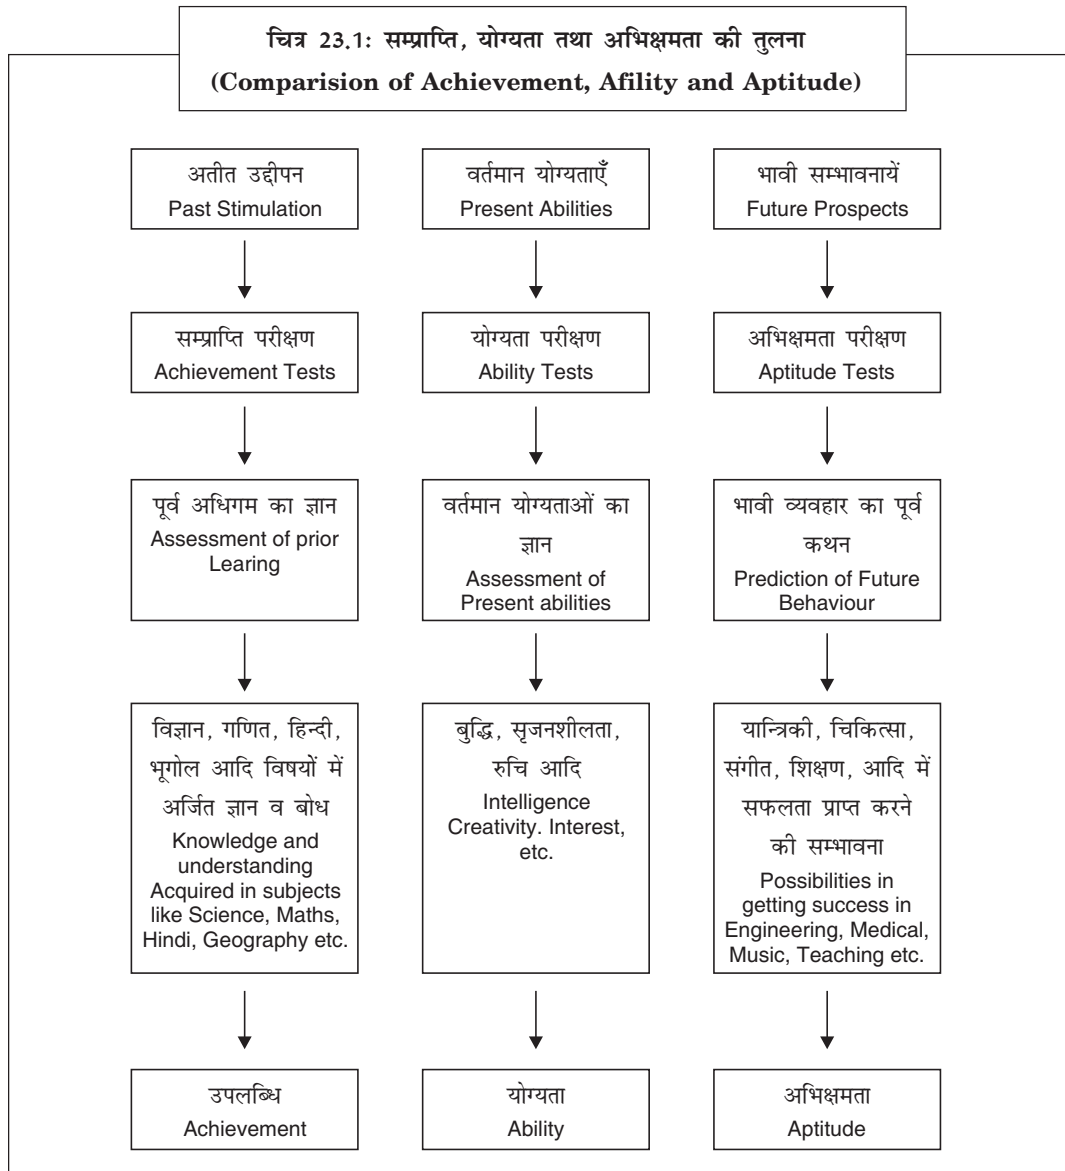 चित्र 23.1: सम्प्राप्ति, योग्यता तथा अभिक्षमता की तुलना
(Comparision of Achievement, Afility and Aptitude)
अतीत उद्दीपन
Past Stimulation
वर्तमान योग्यताएँ
Present Abilities
भावी सम्भावनायें
Future Prospects
सम्प्राप्ति परीक्षण
Achievement Tests
योग्यता परीक्षण
Ability Tests
अभिक्षमता परीक्षण
Aptitude Tests
पूर्व अधिगम का ज्ञान
Assessment of prior
Learing
वर्तमान योग्यताओं का
ज्ञान
Assessment of
Present abilities
भावी व्यवहार का पूर्व
कथन
Prediction of Future
Behaviour
विज्ञान, गणित, हिन्दी,
भूगोल आदि विषयों में
अर्जित ज्ञान व बोध
Knowledge and
understanding
Acquired in subjects
like Science, Maths,
Hindi, Geography etc.
बुद्धि, सृजनशीलता,
रुचि आदि
Intelligence
Creativity. Interest,
etc.
यान्त्रिकी, चिकित्सा,
संगीत, शिक्षण, आदि में
सफलता प्राप्त करने
की सम्भावना
Possibilities in
getting success in
Engineering, Medical,
Music, Teaching etc.
उपलब्धि
Achievement
योग्यता
Ability
अभिक्षमता
Aptitude